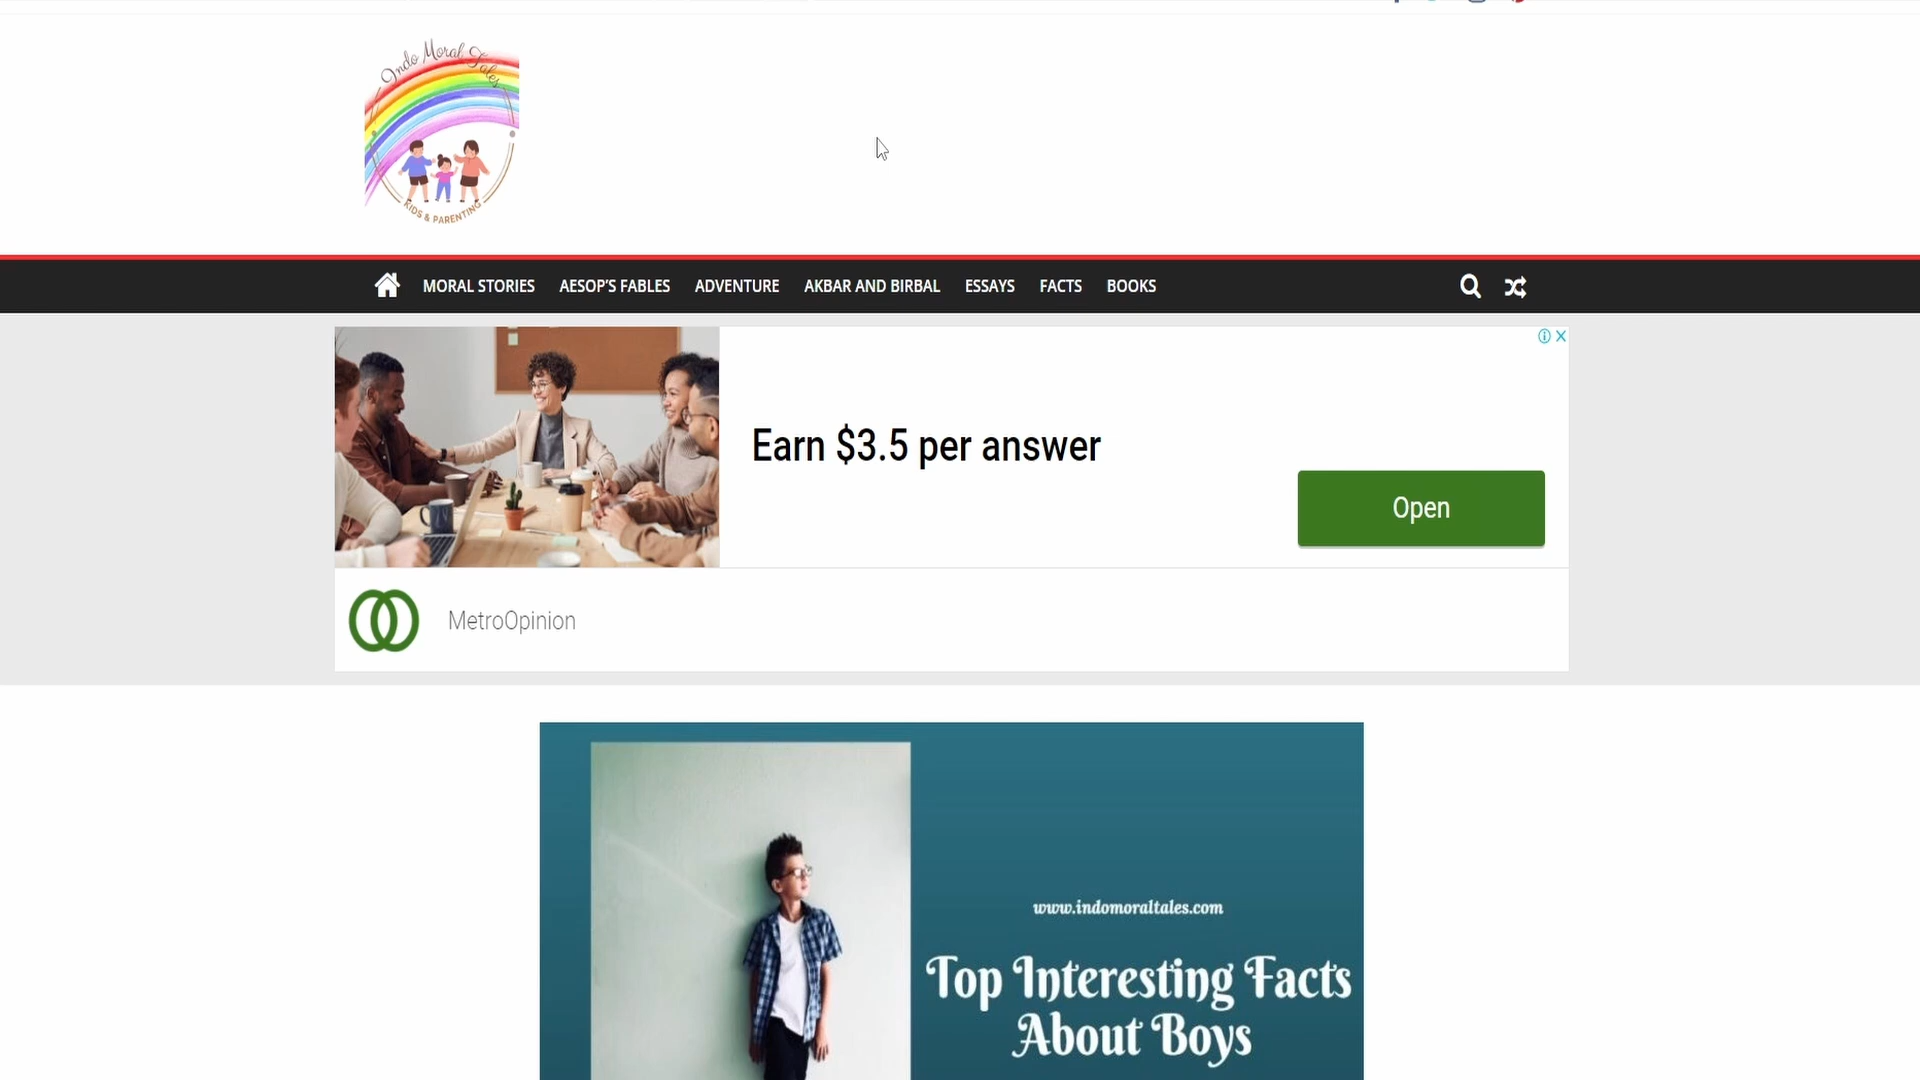 Indo Moral Tales
KIDS & PARENTING
MORAL STORIES AESOP'S FABLES ADVENTURE AKBAR AND BIRBAL ESSAYS FACTS BOOKS
Earn $3.5 per answer
Open
MetroOpinion
www.indomoraltales.com
Top Interesting Facts
About Boys